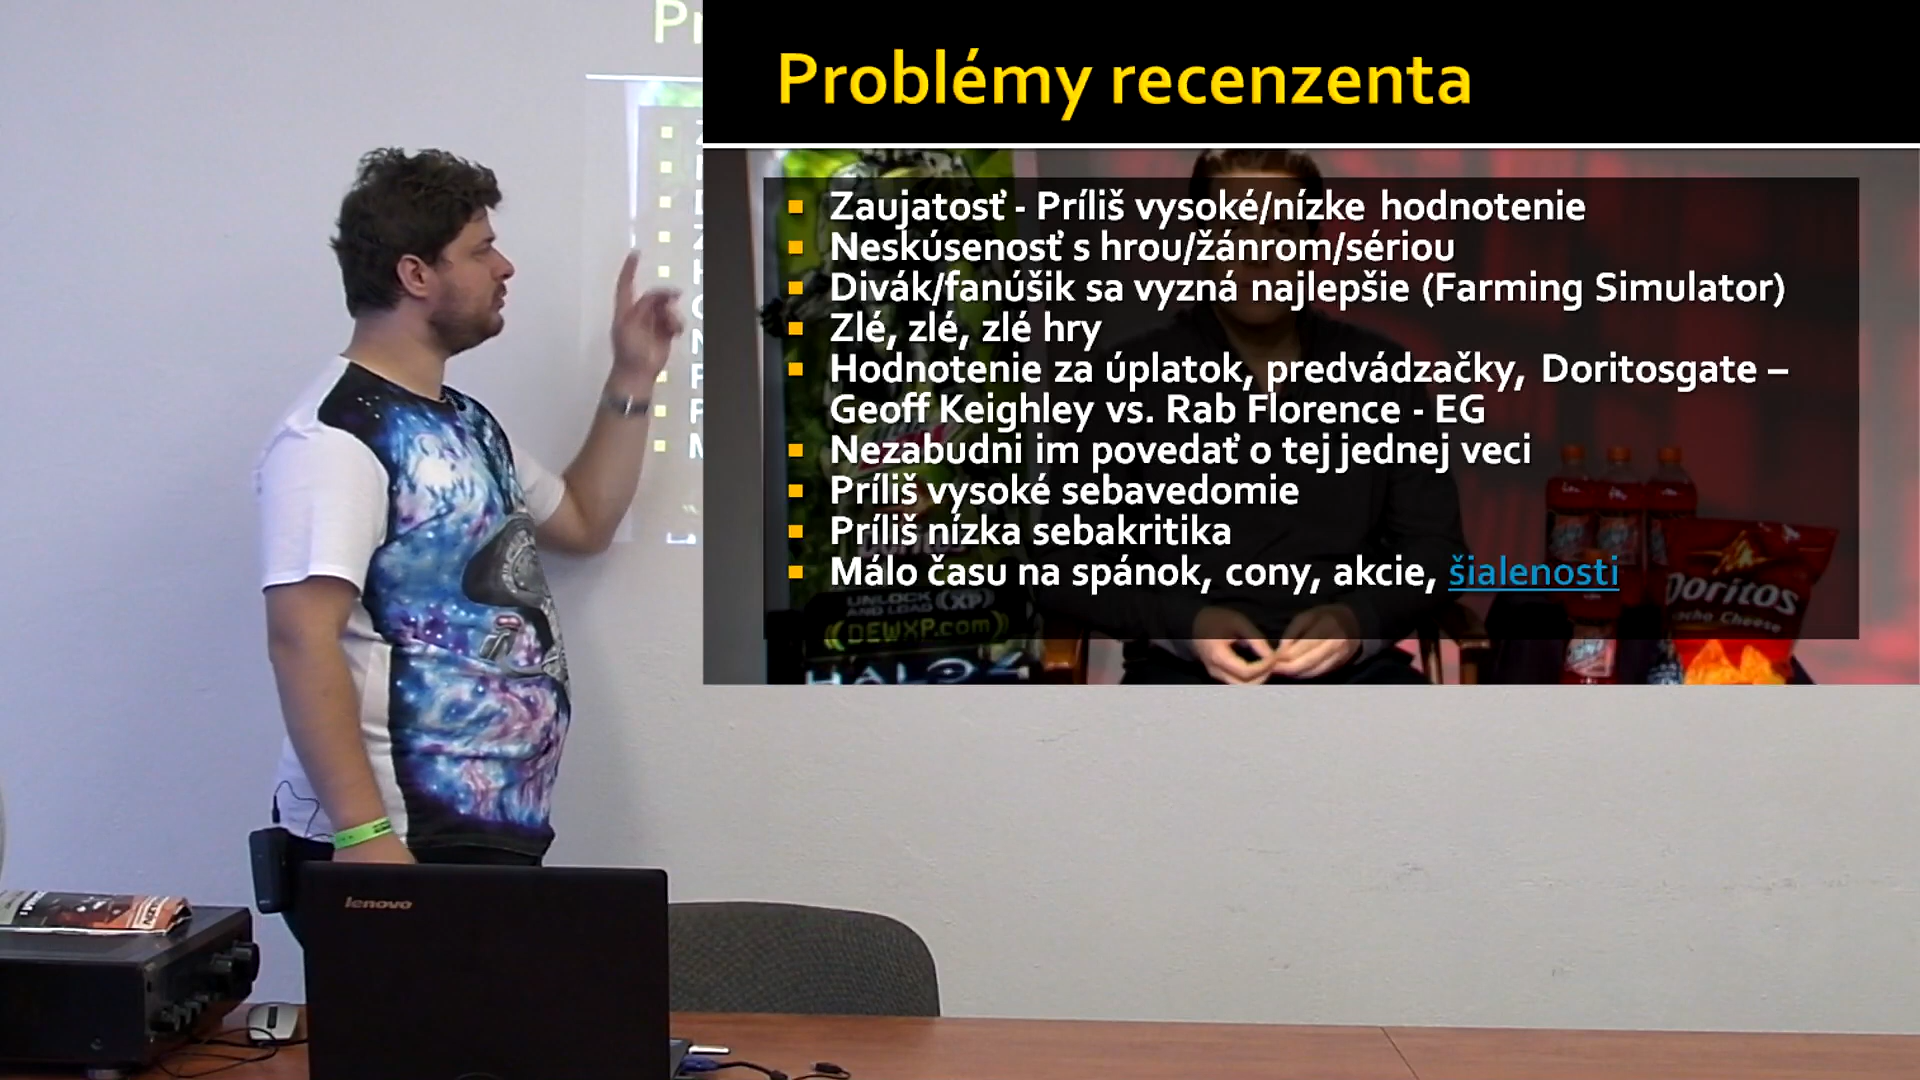 Pr
Problémy recenzenta
Zaujatosť - Príliš vysoké/nízke hodnotenie
Neskúsenosť s hrou/žánrom/sériou
Divák/fanúšik sa vyzná najlepšie (Farming Simulator)
Zlé, zlé, zlé hry
Hodnotenie za úplatok, predvádzačky, Doritosgate –
Geoff Keighley vs. Rab Florence - EG
Nezabudni im povedať o tej jednej veci
Príliš vysoké sebavedomie
Príliš nízka sebakritika
Málo času na spánok, cony, akcie, šialenosti
UNLOCK
AND LOAD (XP)
(DEWXP.com)
HALO 4
Doritos
Nacho Cheese
lenovo